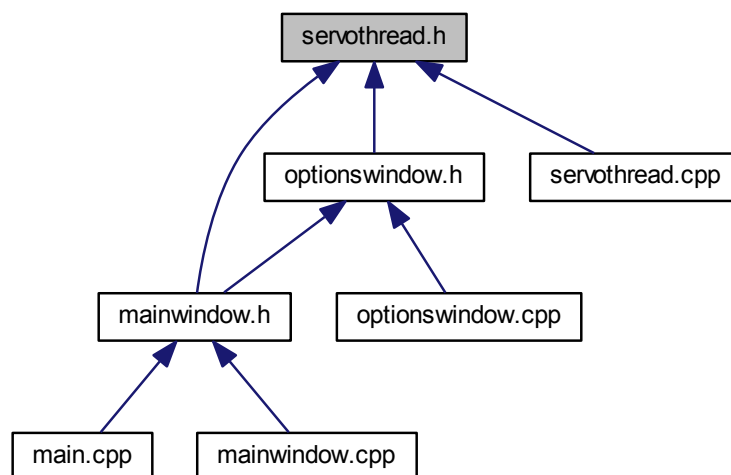 servothread.h
optionswindow.h
servothread.cpp
mainwindow.h
optionswindow.cpp
main.cpp
mainwindow.cpp